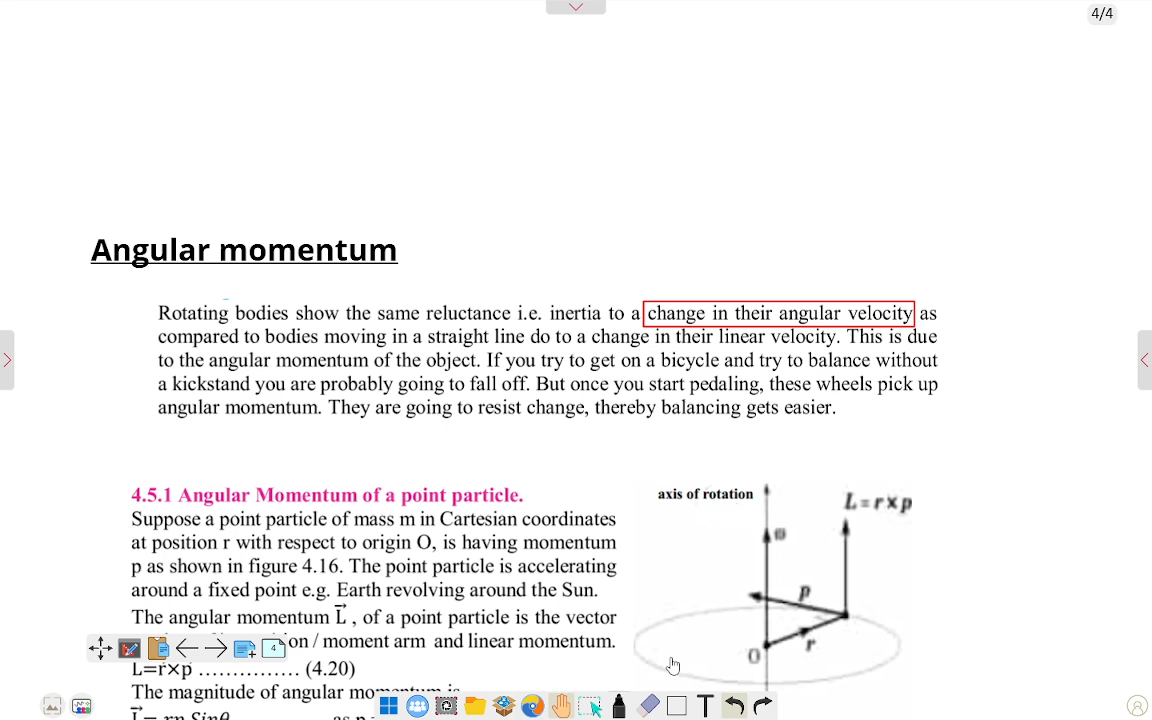 4/4
Angular momentum
Rotating bodies show the same reluctance i.e. inertia to a change in their angular velocity as
compared to bodies moving in a straight line do to a change in their linear velocity. This is due
to the angular momentum of the object. If you try to get on a bicycle and try to balance without
a kickstand you are probably going to fall off. But once you start pedaling, these wheels pick up
angular momentum. They are going to resist change, thereby balancing gets easier.
4.5.1 Angular Momentum of a point particle.
Suppose a point particle of mass m in Cartesian coordinates
at position r with respect to origin O, is having momentum
p as shown in figure 4.16. The point particle is accelerating
around a fixed point e.g. Earth revolving around the Sun.
The angular momentum L⃗ , of a point particle is the vector
on / moment arm and linear momentum.
L=r×p …………… (4.20)
The magnitude of angular momentum is
axis of rotation
L = r × p
ω
p
r
O
4
T